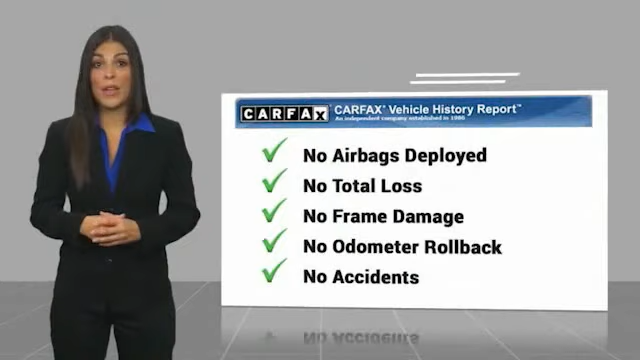 CARFAX CARFAX® Vehicle History Report™
An independent company established in 1986
No Airbags Deployed
No Total Loss
No Frame Damage
No Odometer Rollback
No Accidents